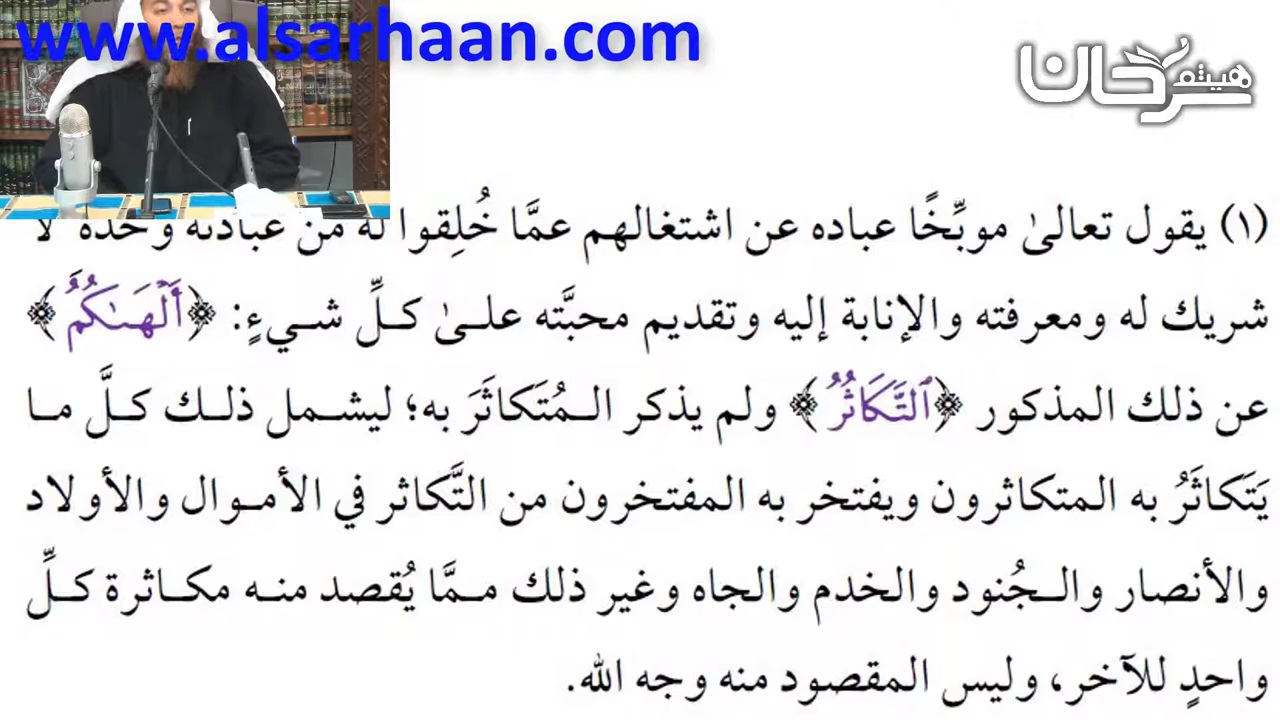 www.alsarhaan.com
هيثم
سرحان
(١) يقول تعالىٰ موبِّخًا عباده عن اشتغالهم عمَّا خُلِقوا له من عبادته وحده لا
شريك له ومعرفته والإنابة إليه وتقديم محبَّته علىٰ كلِّ شيءٍ: ﴿أَلْهَىٰكُمُ﴾
عن ذلك المذكور ﴿ٱلتَّكَاثُرُ﴾ ولم يذكر المُتَكاثَرَ به؛ ليشمل ذلك كلَّ ما
يَتَكاثَرُ به المتكاثرون ويفتخر به المفتخرون من التَّكاثر في الأموال والأولاد
والأنصار والجُنود والخدم والجاه وغير ذلك ممَّا يُقصد منه مكاثرة كلِّ
واحدٍ للآخر، وليس المقصود منه وجه الله.